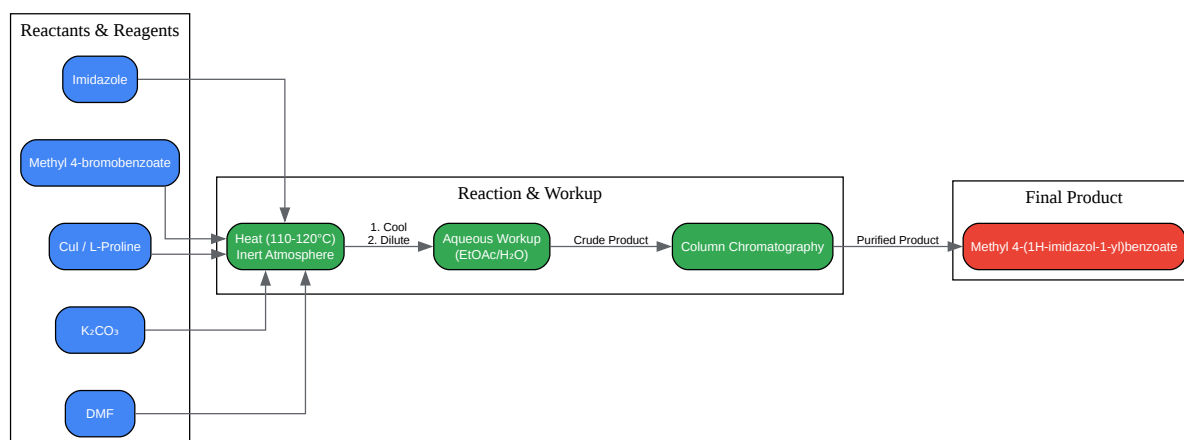 Reactants & Reagents
Imidazole
Methyl 4-bromobenzoate
CuI / L-Proline
K₂CO₃
DMF
Reaction & Workup
Heat (110-120°C)
Inert Atmosphere
1. Cool
2. Dilute
Aqueous Workup
(EtOAc/H₂O)
Crude Product
Column Chromatography
Purified Product
Final Product
Methyl 4-(1H-imidazol-1-yl)benzoate